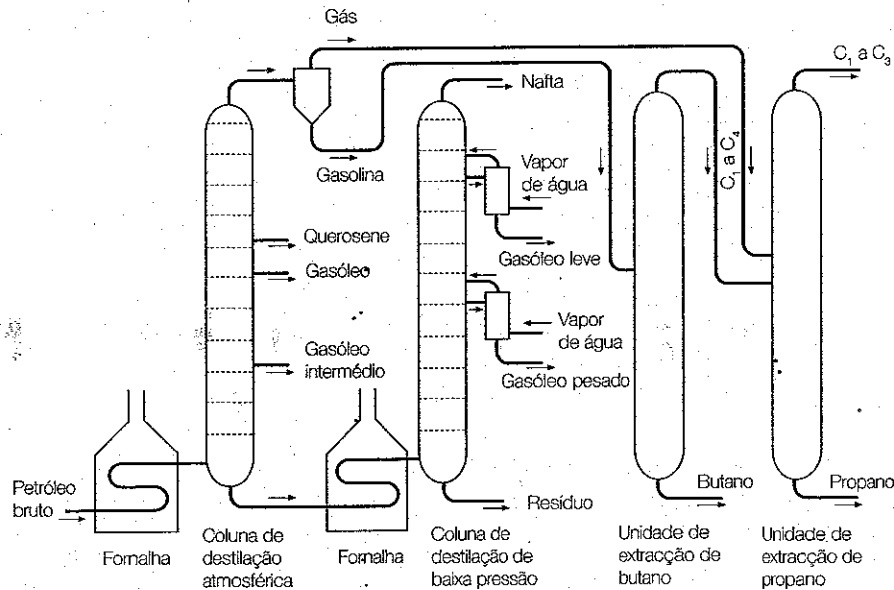 Gás
C₁ a C₃
Nafta
Gasolina
Vapor
de água
C₁ a C₄
Querosene
Gasóleo leve
Gasóleo
Vapor
de água
Gasóleo
intermédio
Gasóleo pesado
Petróleo
bruto
Resíduo
Butano
Propano
Fornalha
Coluna de
destilação
atmosférica
Fornalha
Coluna de
destilação de
baixa pressão
Unidade de
extracção de
butano
Unidade de
extracção de
propano